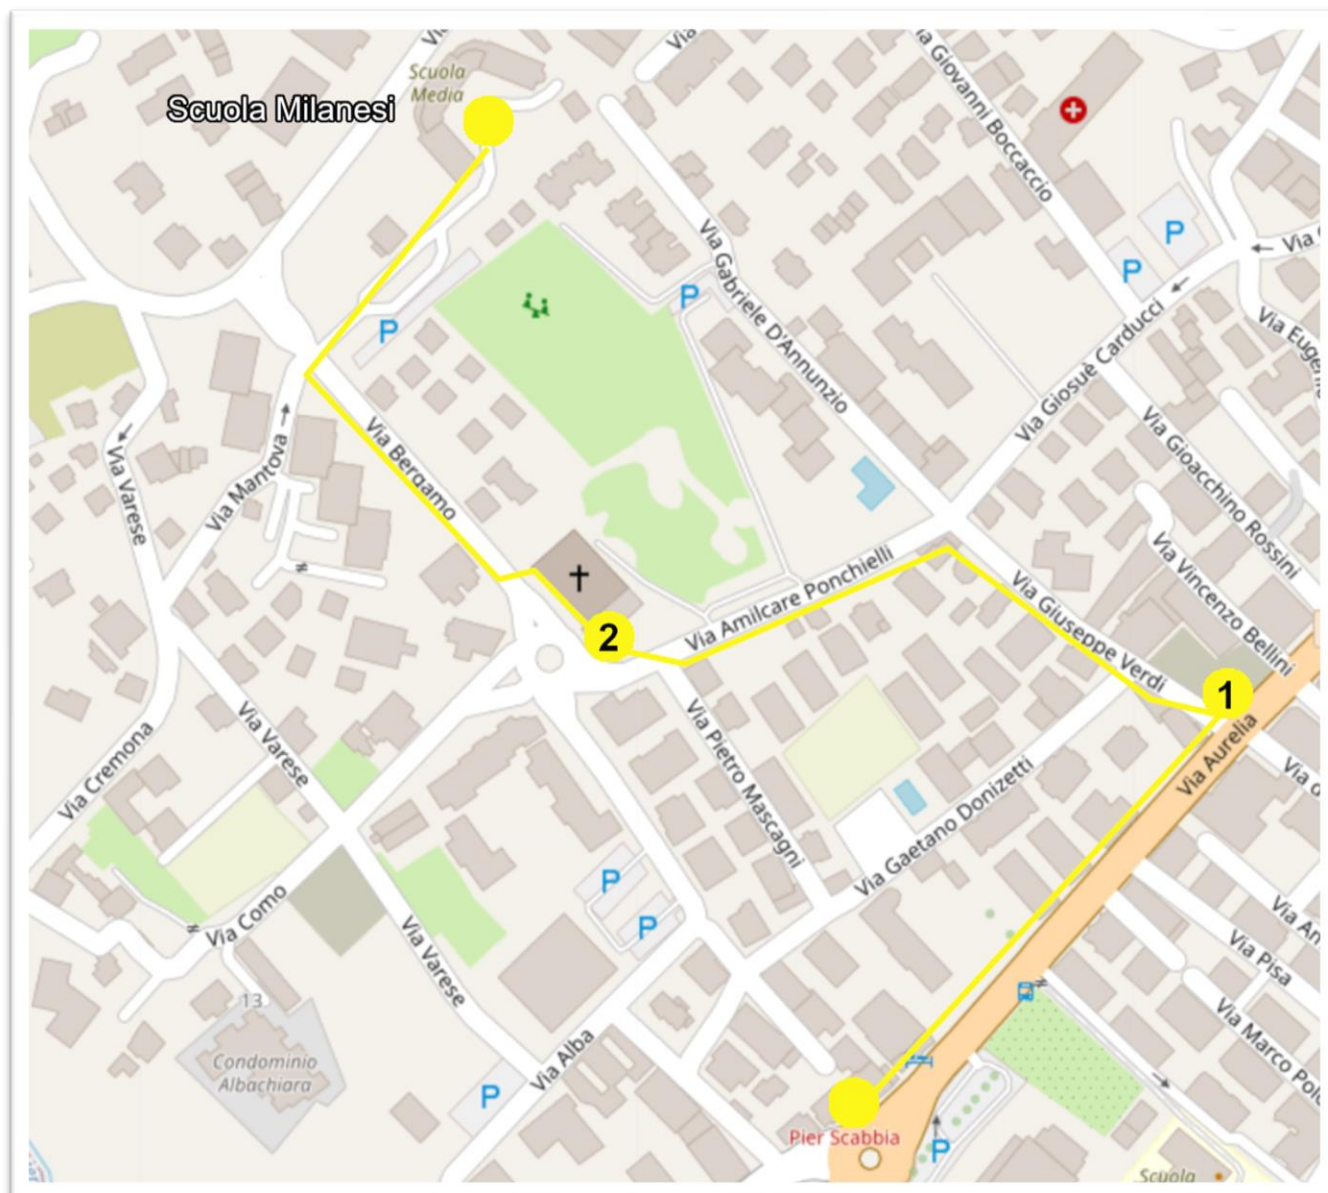 Scuola
Media
Scuola Milanesi
Via Giovanni Boccaccio
P
P
Via Gabriele D'Annunzio
P
P
Via Giosuè Carducci
Via Bergamo
Via Mantova
Via Varese
Via Gioacchino Rossini
Via Vincenzo Bellini
Via Amilcare Ponchielli
Via Giuseppe Verdi
2
1
Via Aurelia
Via Pietro Mascagni
Via Varese
Via Cremona
Via Gaetano Donizetti
P
P
Via Como
Via Varese
Via Pisa
13
Condominio
Albachiara
Via Alba
P
Pier Scabbia
P
Scuola